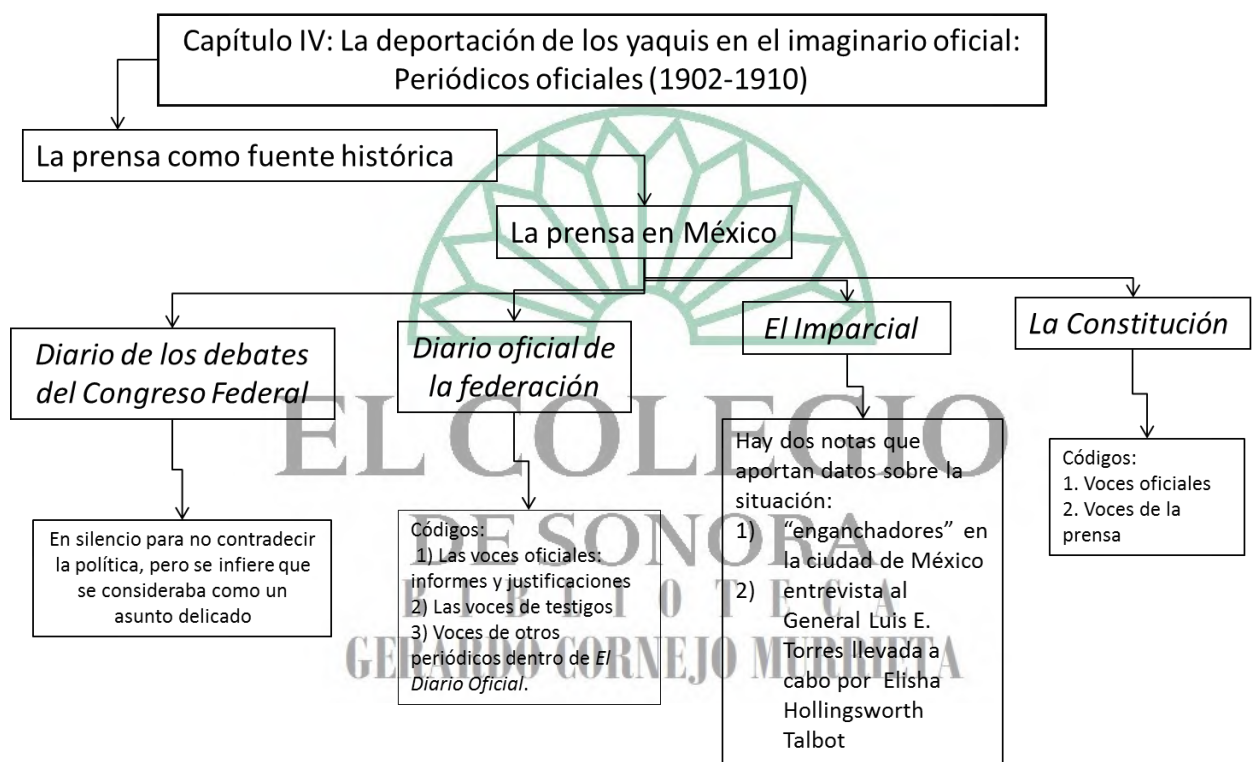 Capítulo IV: La deportación de los yaquis en el imaginario oficial:
Periódicos oficiales (1902-1910)
La prensa como fuente histórica
La prensa en México
Diario de los debates
del Congreso Federal
Diario oficial de
la federación
El Imparcial
La Constitución
En silencio para no contradecir
la política, pero se infiere que
se consideraba como un
asunto delicado
Códigos:
1) Las voces oficiales:
informes y justificaciones
2) Las voces de testigos
3) Voces de otros
periódicos dentro de El
Diario Oficial.
Hay dos notas que
aportan datos sobre la
situación:
1) “enganchadores” en
la ciudad de México
2) entrevista al
General Luis E.
Torres llevada a
cabo por Elisha
Hollingsworth
Talbot
Códigos:
1. Voces oficiales
2. Voces de la
prensa
EL COLEGIO
DE SONORA
BIBLIOTECA
GERARDO CORNEJO MURRIETA